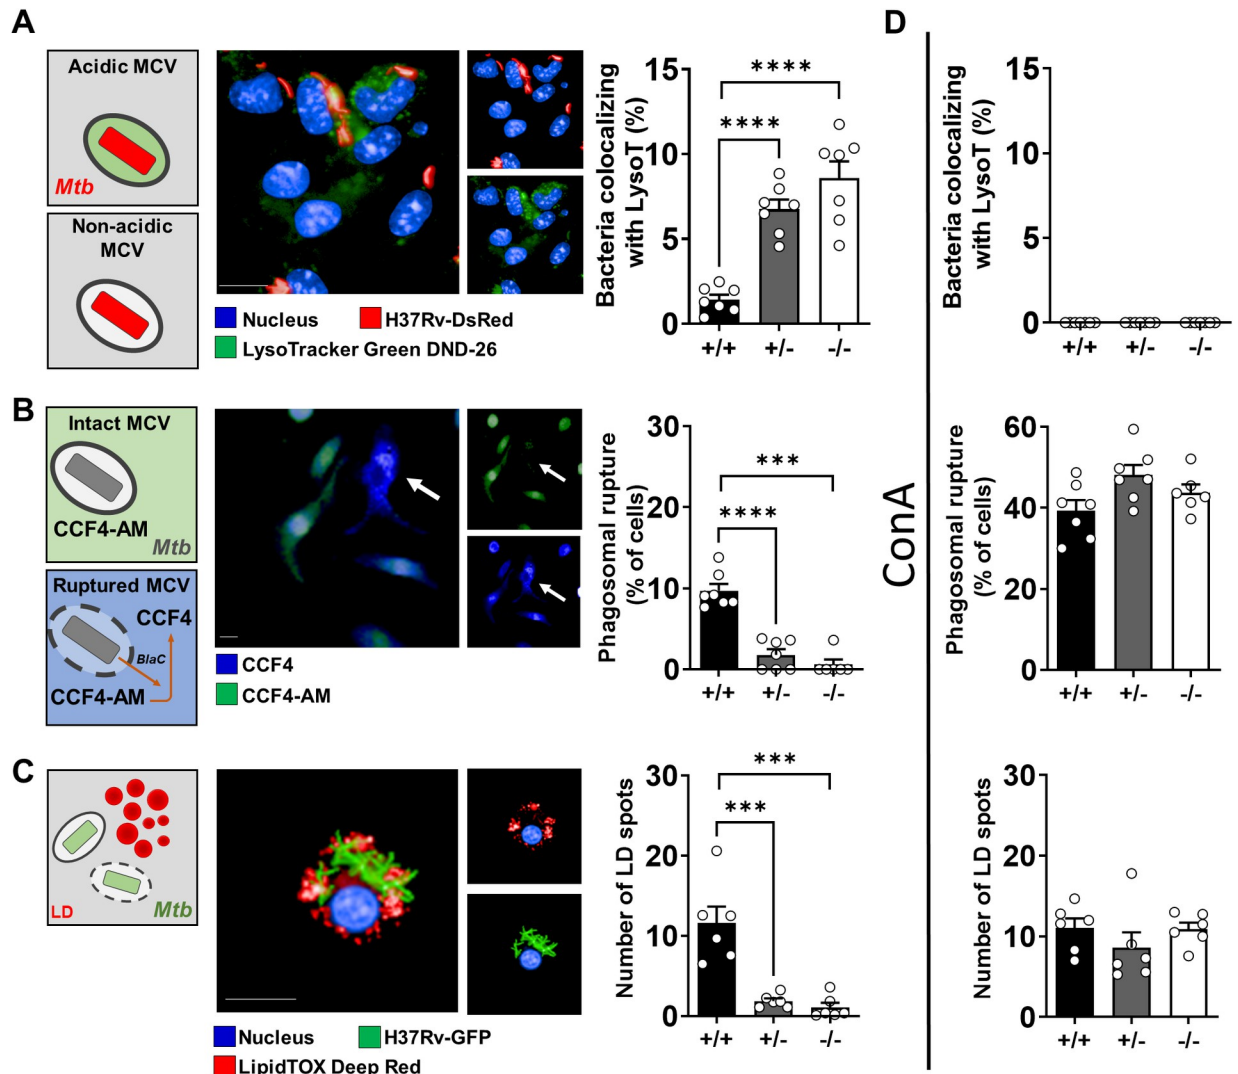 A
Acidic MCV
Mtb
Non-acidic
MCV
Nucleus
H37Rv-DsRed
LysoTracker Green DND-26
Bacteria colocalizing
with LysoT (%)
15
10
5
0
****
****
+/+
+/-
-/-
D
Bacteria colocalizing
with LysoT (%)
15
10
5
0
+/+
+/-
-/-
B
Intact MCV
CCF4-AM
Mtb
Ruptured MCV
CCF4
BlaC
CCF4-AM
CCF4
CCF4-AM
Phagosomal rupture
(% of cells)
30
20
10
0
***
****
+/+
+/-
-/-
ConA
Phagosomal rupture
(% of cells)
60
40
20
0
+/+
+/-
-/-
C
LD
Mtb
Nucleus
H37Rv-GFP
LipidTOX Deep Red
Number of LD spots
30
20
10
0
***
***
+/+
+/-
-/-
Number of LD spots
30
20
10
0
+/+
+/-
-/-